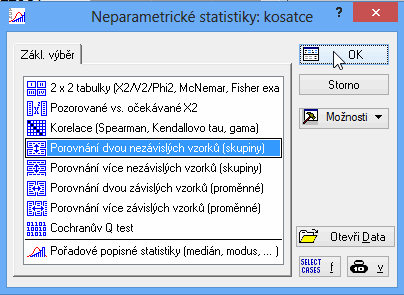 Neparametrické statistiky: kosatce
?
Zákl. výběr
2 x 2 tabulky (X2/V2/Phi2, McNemar, Fisher exa
Pozorované vs. očekávané X2
Korelace (Spearman, Kendallovo tau, gama)
Porovnání dvou nezávislých vzorků (skupiny)
Porovnání více nezávislých vzorků (skupiny)
Porovnání dvou závislých vzorků (proměnné)
Porovnání více závislých vzorků (proměnné)
Cochranův Q test
Pořadové popisné statistiky (medián, modus, ... )
OK
Storno
Možnosti
Otevři Data
SELECT CASES f v